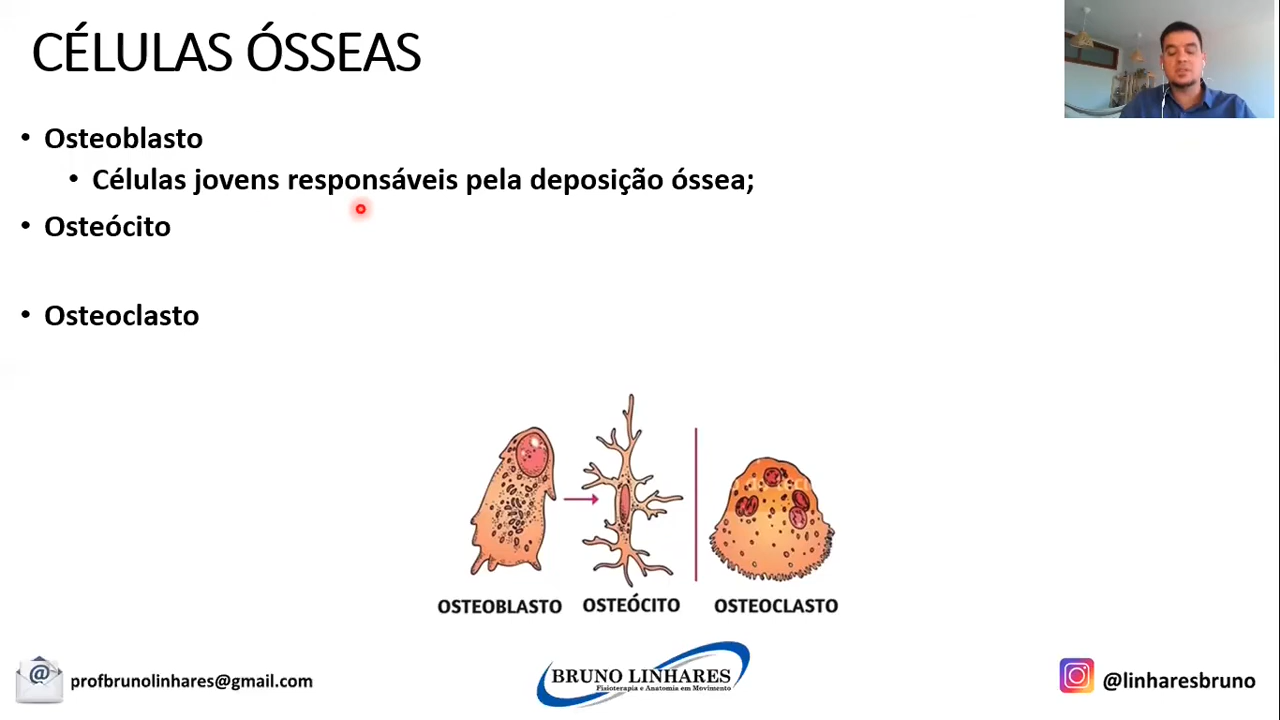 CÉLULAS ÓSSEAS
• Osteoblasto
• Células jovens responsáveis pela deposição óssea;
• Osteócito
• Osteoclasto
OSTEOBLASTO OSTEÓCITO OSTEOCLASTO
@ profbrunolinhares@gmail.com
BRUNO LINHARES
Fisioterapia e Anatomia em Movimento
@linharesbruno